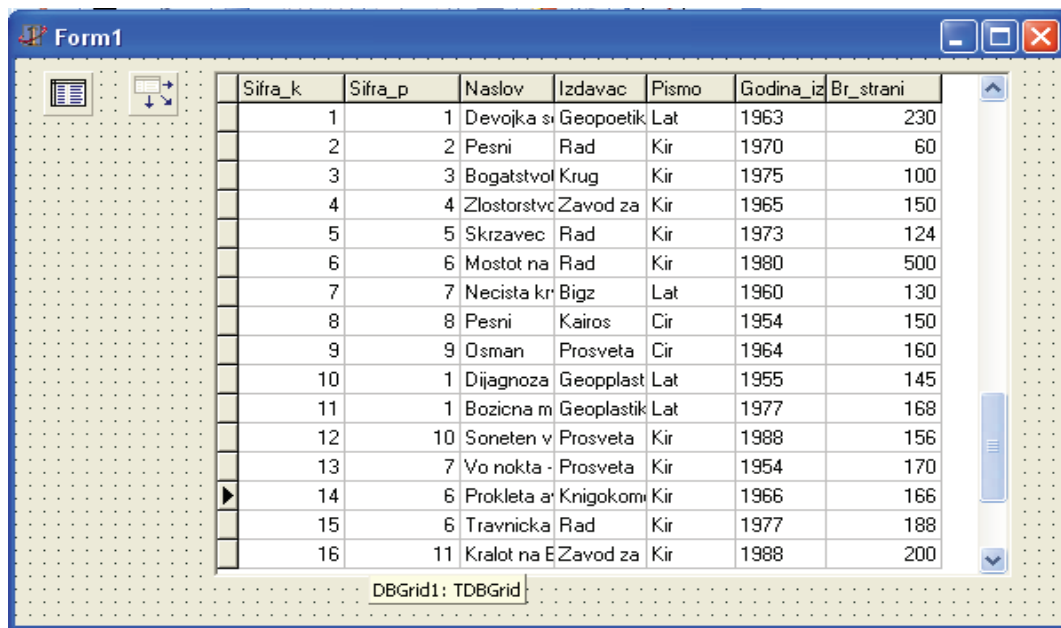 Form1
Sifra_k Sifra_p Naslov Izdavac Pismo Godina_iz Br_strani
1 1 Devojka s Geopoetik Lat 1963 230
2 2 Pesni Rad Kir 1970 60
3 3 Bogatstvo Krug Kir 1975 100
4 4 Zlostorstvo Zavod za Kir 1965 150
5 5 Skrzavec Rad Kir 1973 124
6 6 Mostot na Rad Kir 1980 500
7 7 Necista kr Bigz Lat 1960 130
8 8 Pesni Kairos Cir 1954 150
9 9 Osman Prosveta Cir 1964 160
10 1 Dijagnoza Geopplast Lat 1955 145
11 1 Bozicna m Geoplastik Lat 1977 168
12 10 Soneten v Prosveta Kir 1988 156
13 7 Vo nokta - Prosveta Kir 1954 170
14 6 Prokleta a Knigokom Kir 1966 166
15 6 Travnicka Rad Kir 1977 188
16 11 Kralot na Zavod za Kir 1988 200
DBGrid1: TDBGrid